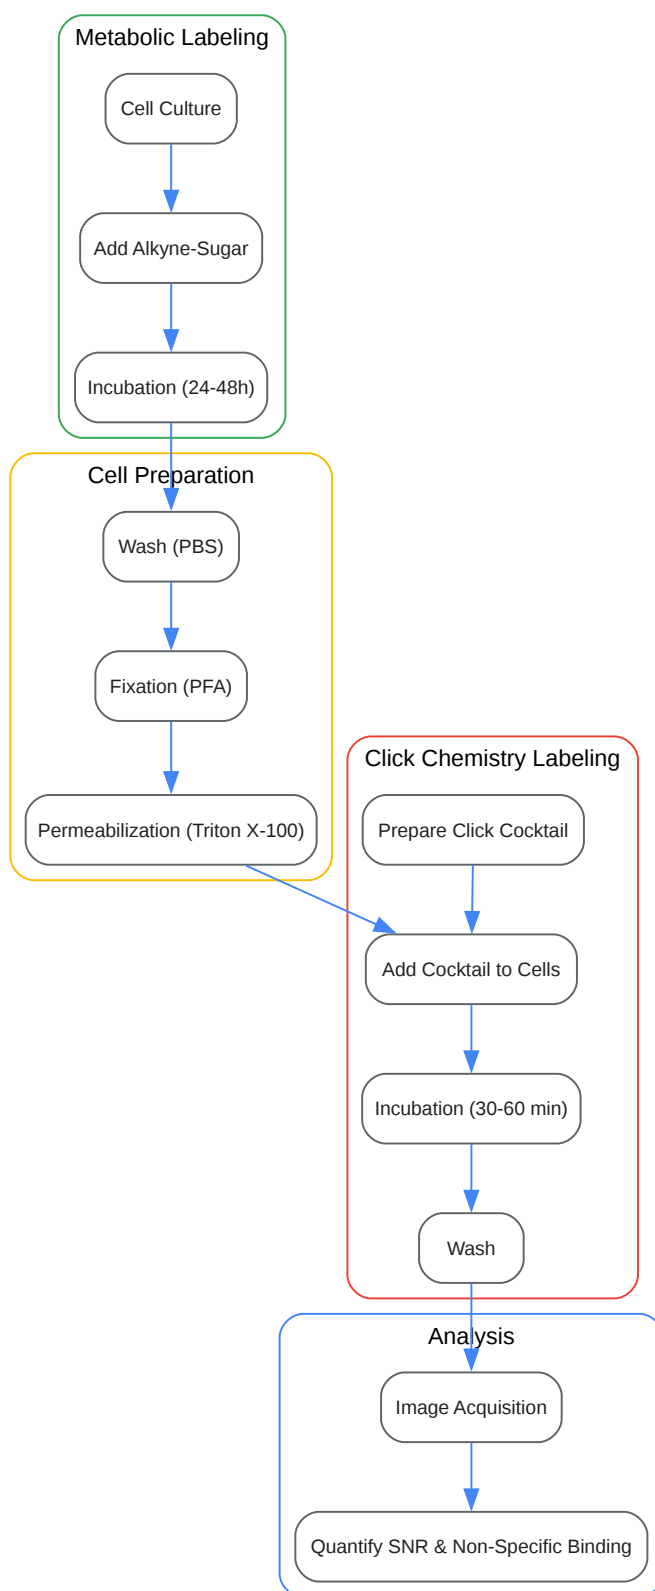 Metabolic Labeling
Cell Culture
Add Alkyne-Sugar
Incubation (24-48h)
Cell Preparation
Wash (PBS)
Fixation (PFA)
Permeabilization (Triton X-100)
Click Chemistry Labeling
Prepare Click Cocktail
Add Cocktail to Cells
Incubation (30-60 min)
Wash
Analysis
Image Acquisition
Quantify SNR & Non-Specific Binding